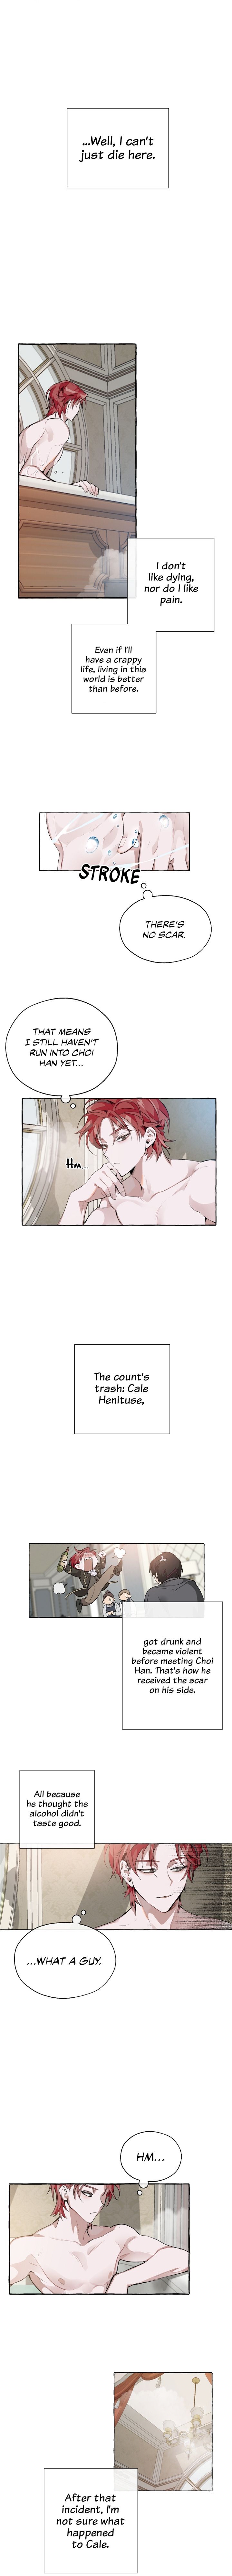 ...Well, I can't
just die here.
I don't
like dying,
nor do I like
pain.
Even if I'll
have a crappy
life, living in this
world is better
than before.
STROKE
THERE'S
NO SCAR.
THAT MEANS
I STILL HAVEN'T
RUN INTO CHOI
HAN YET...
Hm...
The count's
trash: Cale
Henituse,
got drunk and
became violent
before meeting Choi
Han. That's how he
received the scar
on his side.
All because
he thought the
alcohol didn't
taste good.
...WHAT A GUY.
HM...
After that
incident, I'm
not sure what
happened
to Cale.